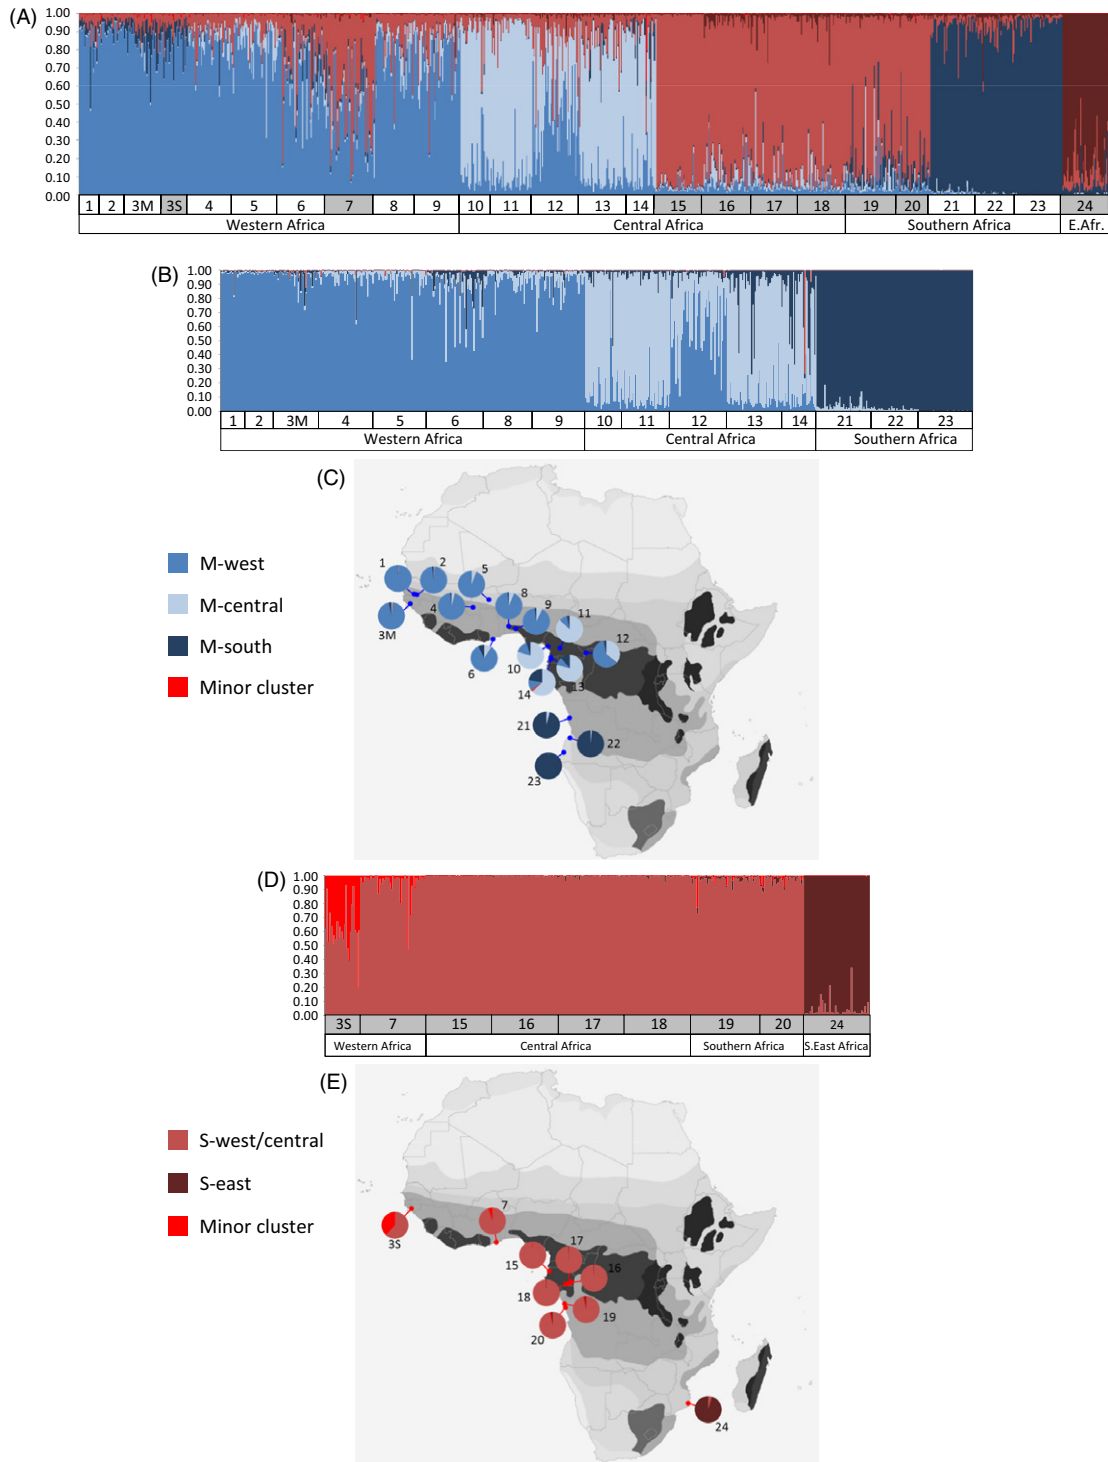 (A)
1.00
0.90
0.80
0.70
0.60
0.50
0.40
0.30
0.20
0.10
0.00
1 2 3M 3S 4 5 6 7 8 9 10 11 12 13 14 15 16 17 18 19 20 21 22 23 24
Western Africa Central Africa Southern Africa E.Afr.
(B)
1.00
0.90
0.80
0.70
0.60
0.50
0.40
0.30
0.20
0.10
0.00
1 2 3M 4 5 6 8 9 10 11 12 13 14 21 22 23
Western Africa Central Africa Southern Africa
(C)
M-west
M-central
M-south
Minor cluster
1 2 5
8
4 9 11
3M 12
6 10
13
14
21
22
23
(D)
1.00
0.90
0.80
0.70
0.60
0.50
0.40
0.30
0.20
0.10
0.00
3S 7 15 16 17 18 19 20 24
Western Africa Central Africa Southern Africa S.East Africa
(E)
S-west/central
S-east
Minor cluster
7
3S 17
15 16
18
19
20
24